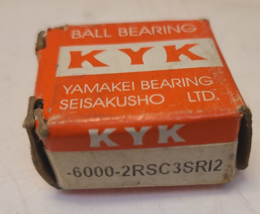 BALL BEARING
KYK
YAMAKEI BEARING
SEISAKUSHO LTD.
KYK
-6000-2RSC3SRI2